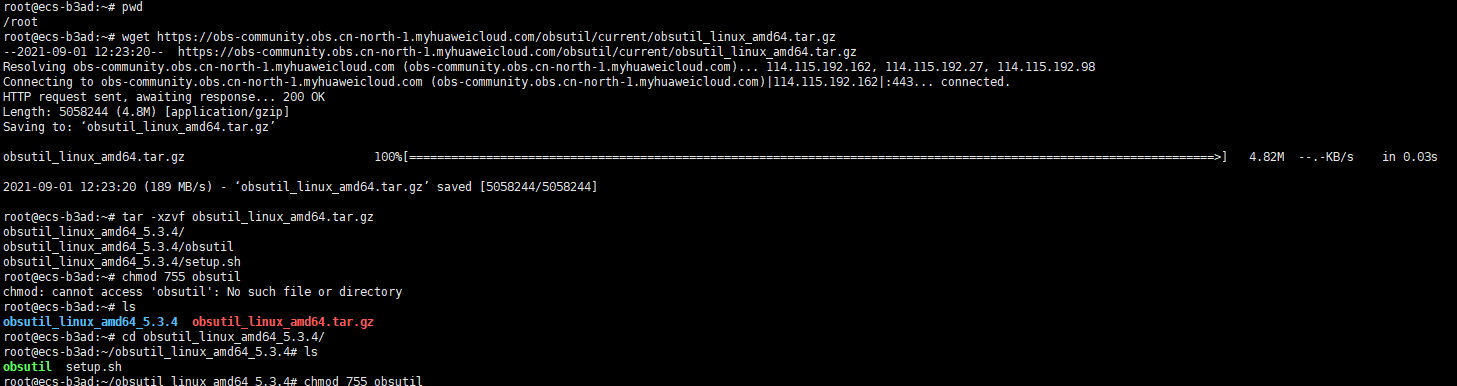 root@ecs-b3ad:~# pwd
/root
root@ecs-b3ad:~# wget https://obs-community.obs.cn-north-1.myhuaweicloud.com/obsutil/current/obsutil_linux_amd64.tar.gz
--2021-09-01 12:23:20--  https://obs-community.obs.cn-north-1.myhuaweicloud.com/obsutil/current/obsutil_linux_amd64.tar.gz
Resolving obs-community.obs.cn-north-1.myhuaweicloud.com (obs-community.obs.cn-north-1.myhuaweicloud.com)... 114.115.192.162, 114.115.192.27, 114.115.192.98
Connecting to obs-community.obs.cn-north-1.myhuaweicloud.com (obs-community.obs.cn-north-1.myhuaweicloud.com)|114.115.192.162|:443... connected.
HTTP request sent, awaiting response... 200 OK
Length: 5058244 (4.8M) [application/gzip]
Saving to: ‘obsutil_linux_amd64.tar.gz’
obsutil_linux_amd64.tar.gz 100%[===================================================================================================================>] 4.82M --.-KB/s in 0.03s
2021-09-01 12:23:20 (189 MB/s) - ‘obsutil_linux_amd64.tar.gz’ saved [5058244/5058244]
root@ecs-b3ad:~# tar -xzvf obsutil_linux_amd64.tar.gz
obsutil_linux_amd64_5.3.4/
obsutil_linux_amd64_5.3.4/obsutil
obsutil_linux_amd64_5.3.4/setup.sh
root@ecs-b3ad:~# chmod 755 obsutil
chmod: cannot access 'obsutil': No such file or directory
root@ecs-b3ad:~# ls
obsutil_linux_amd64_5.3.4  obsutil_linux_amd64.tar.gz
root@ecs-b3ad:~# cd obsutil_linux_amd64_5.3.4/
root@ecs-b3ad:~/obsutil_linux_amd64_5.3.4# ls
obsutil  setup.sh
root@ecs-b3ad:~/obsutil_linux_amd64_5.3.4# chmod 755 obsutil